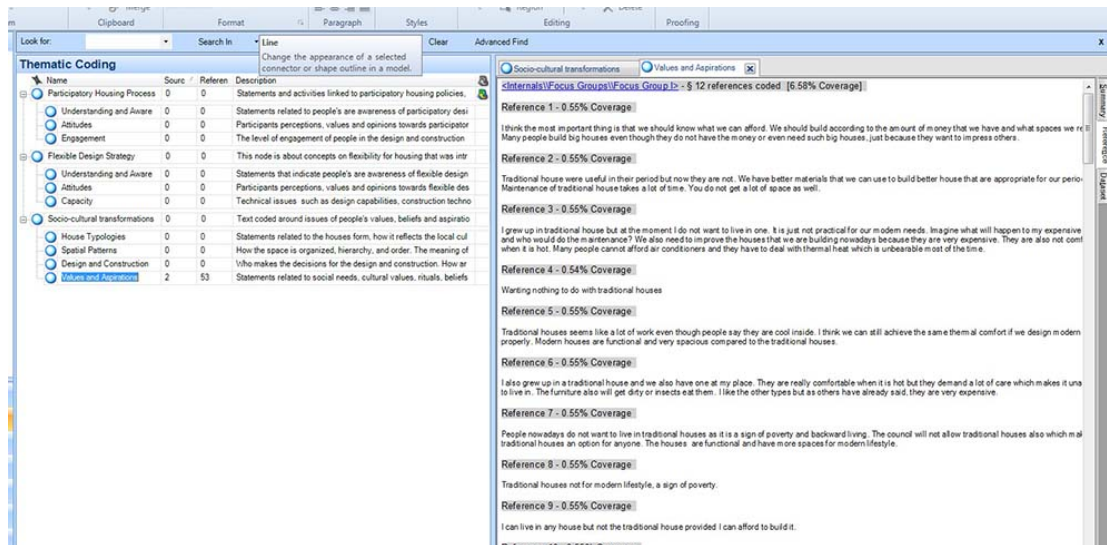 Merge
Region
Delete
Clipboard
Format
Paragraph
Styles
Editing
Proofing
Look for:
Search In
Line
Clear
Advanced Find
x
Change the appearance of a selected
connector or shape outline in a model.
Thematic Coding
Name Sourc Referen Description
Participatory Housing Process 0 0 Statements and activities linked to participatory housing policies,
Understanding and Aware 0 0 Statements related to people's are awareness of participatory desi
Attitudes 0 0 Participants perceptions, values and opinions towards participator
Engagement 0 0 The level of engagement of people in the design and construction
Flexible Design Strategy 0 0 This node is about concepts on flexibility for housing that was intr
Understanding and Aware 0 0 Statements that indicate people's are awareness of flexible design
Attitudes 0 0 Participants perceptions, values and opinions towards flexible des
Capacity 0 0 Technical issues such as design capabilities, construction techno
Socio-cultural transformations 0 0 Text coded around issues of people's values, beliefs and aspiratio
House Typologies 0 0 Statements related to the houses form, how it reflects the local cul
Spatial Patterns 0 0 How the space is organized, hierarchy, and order. The meaning of
Design and Construction 0 0 Who makes the decisions for the design and construction. How ar
Values and Aspirations 2 53 Statements related to social needs, cultural values, rituals, beliefs
Socio-cultural transformations
Values and Aspirations
<Internals\\Focus Groups\\Focus Group I> - § 12 references coded [6.58% Coverage]
Reference 1 - 0.55% Coverage
I think the most important thing is that we should know what we can afford. We should build according to the amount of money that we have and what spaces we re
Many people build big houses even though they do not have the money or even need such big houses, just because they want to impress others.
Reference 2 - 0.55% Coverage
Traditional house were useful in their period but now they are not. We have better materials that we can use to build better house that are appropriate for our perio
Maintenance of traditional house takes a lot of time. You do not get a lot of space as well.
Reference 3 - 0.55% Coverage
I grew up in traditional house but at the moment I do not want to live in one. It is just not practical for our modern needs. Imagine what will happen to my expensive
and who would do the maintenance? We also need to improve the houses that we are building nowadays because they are very expensive. They are also not comf
when it is hot. Many people cannot afford air conditioners and they have to deal with thermal heat which is unbearable most of the time.
Reference 4 - 0.54% Coverage
Wanting nothing to do with traditional houses
Reference 5 - 0.55% Coverage
Traditional houses seems like a lot of work even though people say they are cool inside. I think we can still achieve the same thermal comfort if we design modern
properly. Modern houses are functional and very spacious compared to the traditional houses.
Reference 6 - 0.55% Coverage
I also grew up in a traditional house and we also have one at my place. They are really comfortable when it is hot but they demand a lot of care which makes it una
to live in. The furniture also will get dirty or insects eat them. I like the other types but as others have already said, they are very expensive.
Reference 7 - 0.55% Coverage
People nowadays do not want to live in traditional houses as it is a sign of poverty and backward living. The council will not allow traditional houses also which mak
traditional houses an option for anyone. The houses are functional and have more spaces for modern lifestyle.
Reference 8 - 0.55% Coverage
Traditional houses not for modern lifestyle, a sign of poverty.
Reference 9 - 0.55% Coverage
I can live in any house but not the traditional house provided I can afford to build it.
Summary
Reference
Dataset